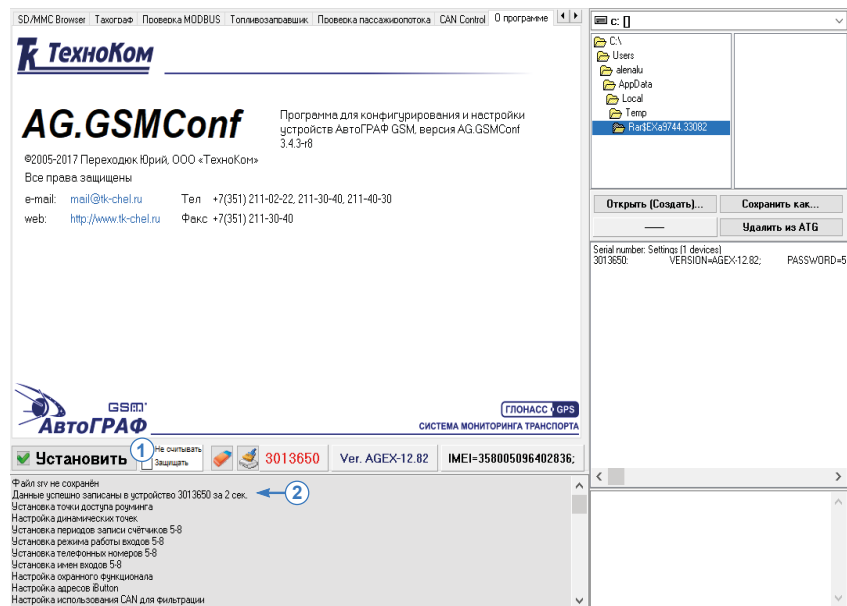 SD/MMC Browser Тахограф Проверка MODBUS Топливозаправщик Проверка пассажиропотока CAN Control О программе
c: []
ТехноКом
C:\
Users
alenalu
AppData
Local
Temp
Rar$EXa9744.33082
AG.GSMConf
Программа для конфигурирования и настройки
устройств АвтоГРАФ GSM, версия AG.GSMConf
3.4.3-r8
©2005-2017 Переходюк Юрий, ООО «ТехноКом»
Все права защищены
e-mail: mail@tk-chel.ru Тел +7(351) 211-02-22, 211-30-40, 211-40-30
web: http://www.tk-chel.ru Факс +7(351) 211-30-40
Открыть (Создать)... Сохранить как...
Удалить из ATG
Serial number: Settings (1 devices)
3013650: VERSION=AGEX-12.82; PASSWORD=5
GSM
АвтоГРАФ
ГЛОНАСС GPS
СИСТЕМА МОНИТОРИНГА ТРАНСПОРТА
Установить
1
Не считывать
Защищать
3013650
Ver. AGEX-12.82
IMEI=358005096402836;
Файл srv не сохранён
Данные успешно записаны в устройство 3013650 за 2 сек.
2
Установка точки доступа роуминга
Настройка динамических точек
Установка периодов записи счётчиков 5-8
Установка режима работы входов 5-8
Установка телефонных номеров 5-8
Установка имен входов 5-8
Настройка охранного функционала
Настройка адресов iButton
Настройка использования CAN для фильтрации